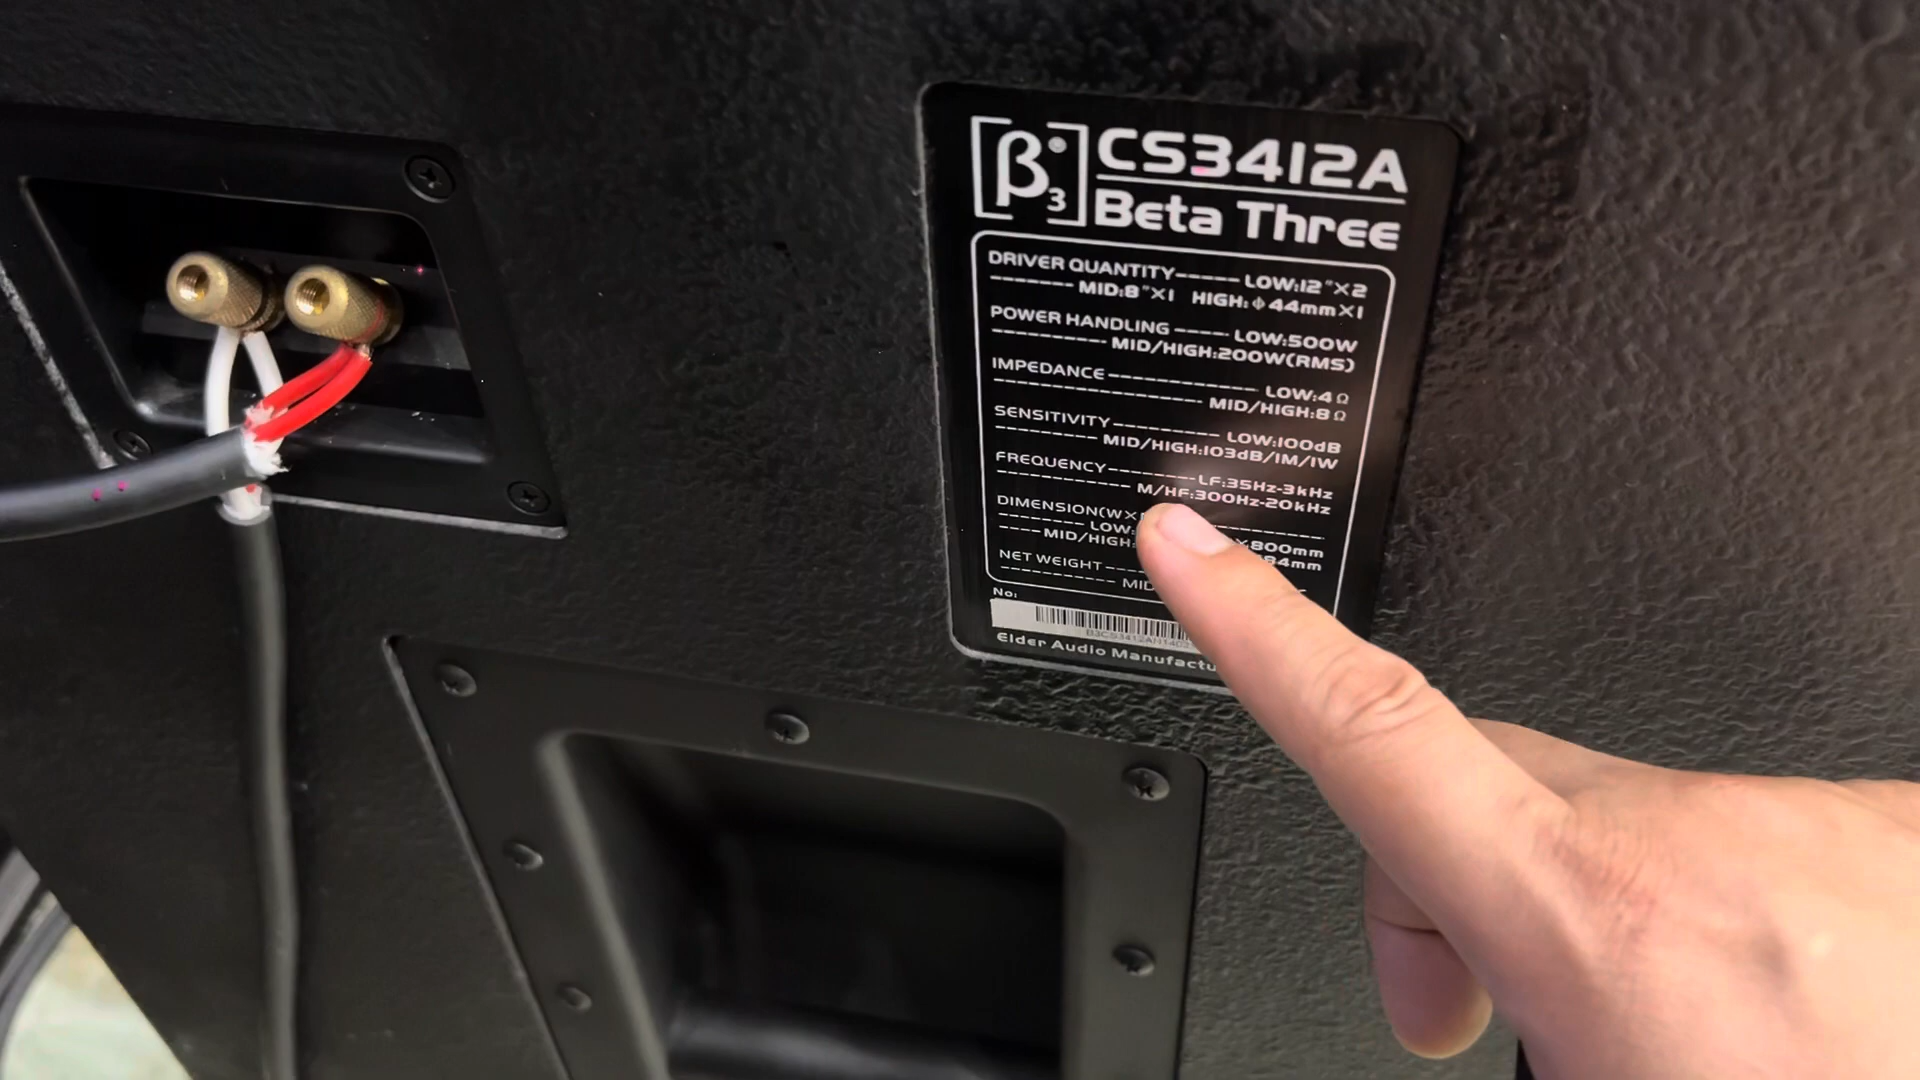 β® 3
CS3412A
Beta Three
DRIVER QUANTITY----- LOW:12"×2
------- MID:8"×1 HIGH:ϕ44mm×1
POWER HANDLING ----- LOW:500W
---------- MID/HIGH:200W(RMS)
IMPEDANCE------------- LOW:4Ω
------------------ MID/HIGH:8Ω
SENSITIVITY--------- LOW:100dB
--------- MID/HIGH:103dB/1M/1W
FREQUENCY-------LF:35Hz-3kHz
----------- M/HF:300Hz-20kHz
DIMENSION(W×
-------- LOW: ×800mm
----MID/HIGH: 84mm
NET WEIGHT----
----------- MID
No:
Elder Audio